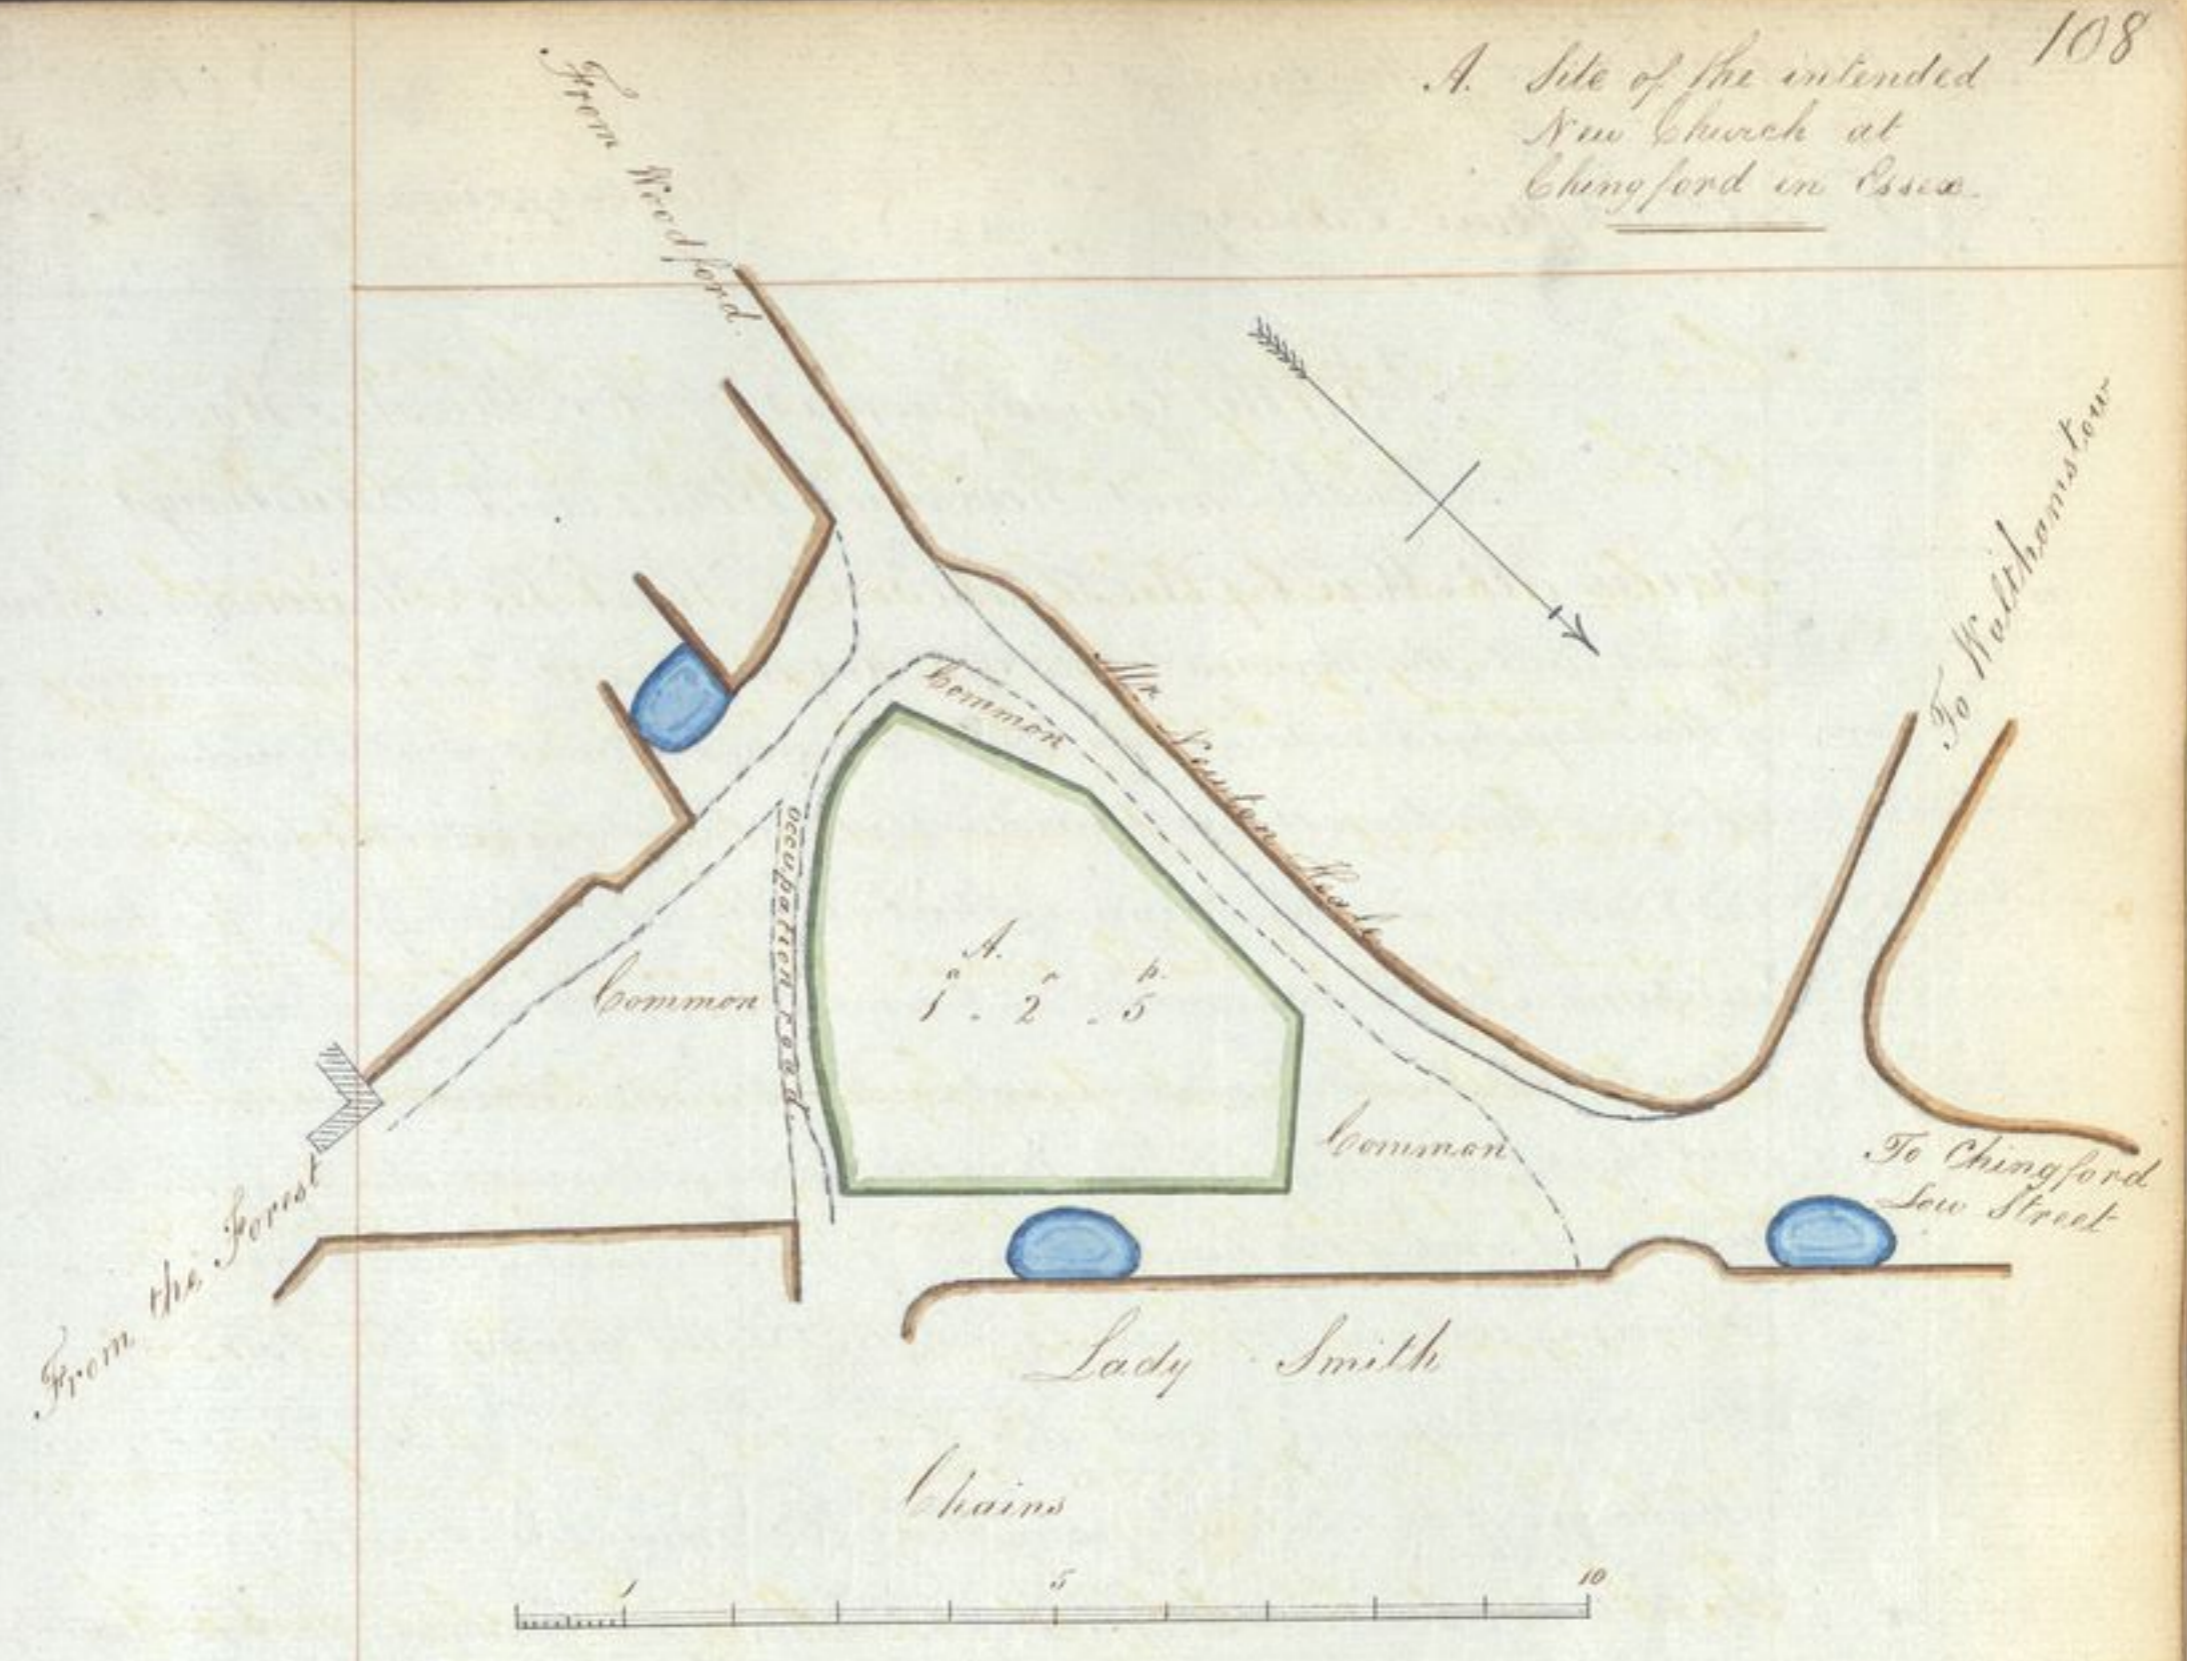 108
A. Site of the intended
New Church at
Chingford in Essex.
From Woodford.
To Walthamstow
Common
Mr Newton Heale
occupation road.
A.
a r p.
1 . 2 . 5
Common
Common
To Chingford
Low Street
From the Forest
Lady Smith
Chains
1 5 10